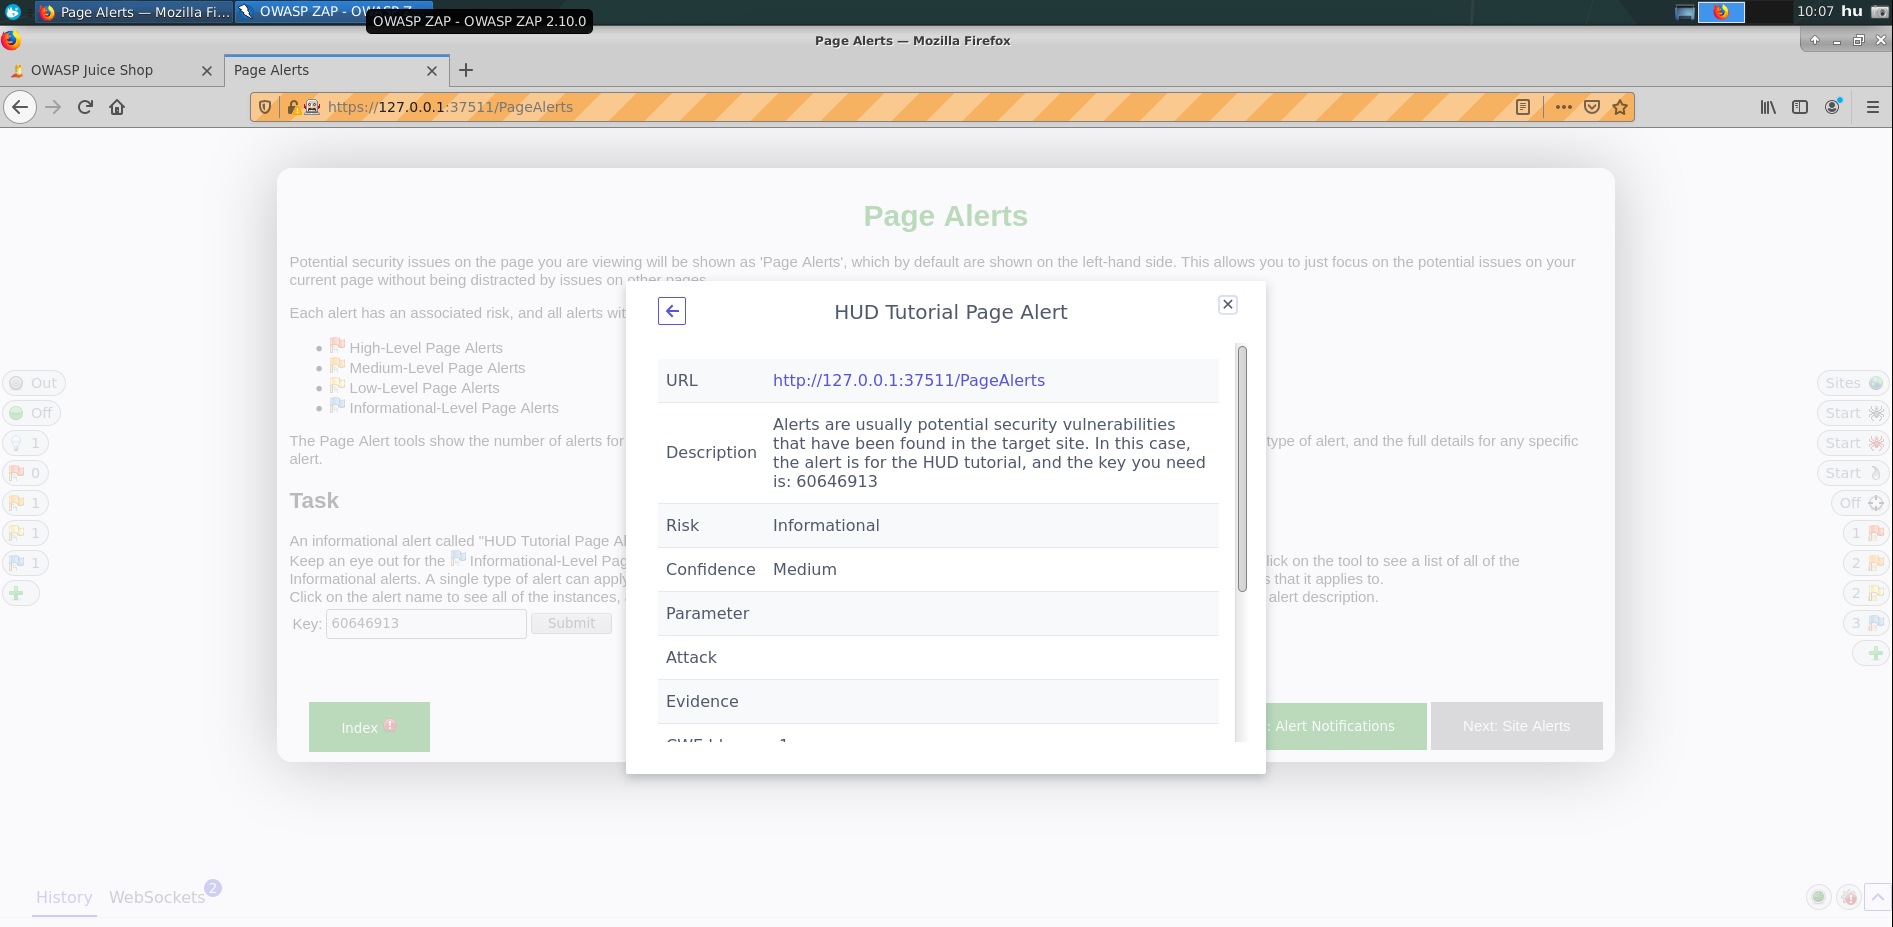 Page Alerts — Mozilla Fi...
OWASP ZAP - OWASP Z...
OWASP ZAP - OWASP ZAP 2.10.0
10:07 hu
Page Alerts — Mozilla Firefox
OWASP Juice Shop
Page Alerts
https://127.0.0.1:37511/PageAlerts
Page Alerts
Potential security issues on the page you are viewing will be shown as 'Page Alerts', which by default are shown on the left-hand side. This allows you to just focus on the potential issues on your
current page without being distracted by issues on other pages.
Each alert has an associated risk, and all alerts wit
High-Level Page Alerts
Medium-Level Page Alerts
Low-Level Page Alerts
Informational-Level Page Alerts
The Page Alert tools show the number of alerts for
type of alert, and the full details for any specific
alert.
Task
An informational alert called "HUD Tutorial Page Al
Keep an eye out for the Informational-Level Pag
lick on the tool to see a list of all of the
Informational alerts. A single type of alert can apply
s that it applies to.
Click on the alert name to see all of the instances,
alert description.
Key: 60646913 Submit
Index
: Alert Notifications
Next: Site Alerts
Out
Off
1
0
1
1
1
Sites
Start
Start
Start
Off
1
2
2
3
HUD Tutorial Page Alert
URL http://127.0.0.1:37511/PageAlerts
Description Alerts are usually potential security vulnerabilities
that have been found in the target site. In this case,
the alert is for the HUD tutorial, and the key you need
is: 60646913
Risk Informational
Confidence Medium
Parameter
Attack
Evidence
History
WebSockets 2